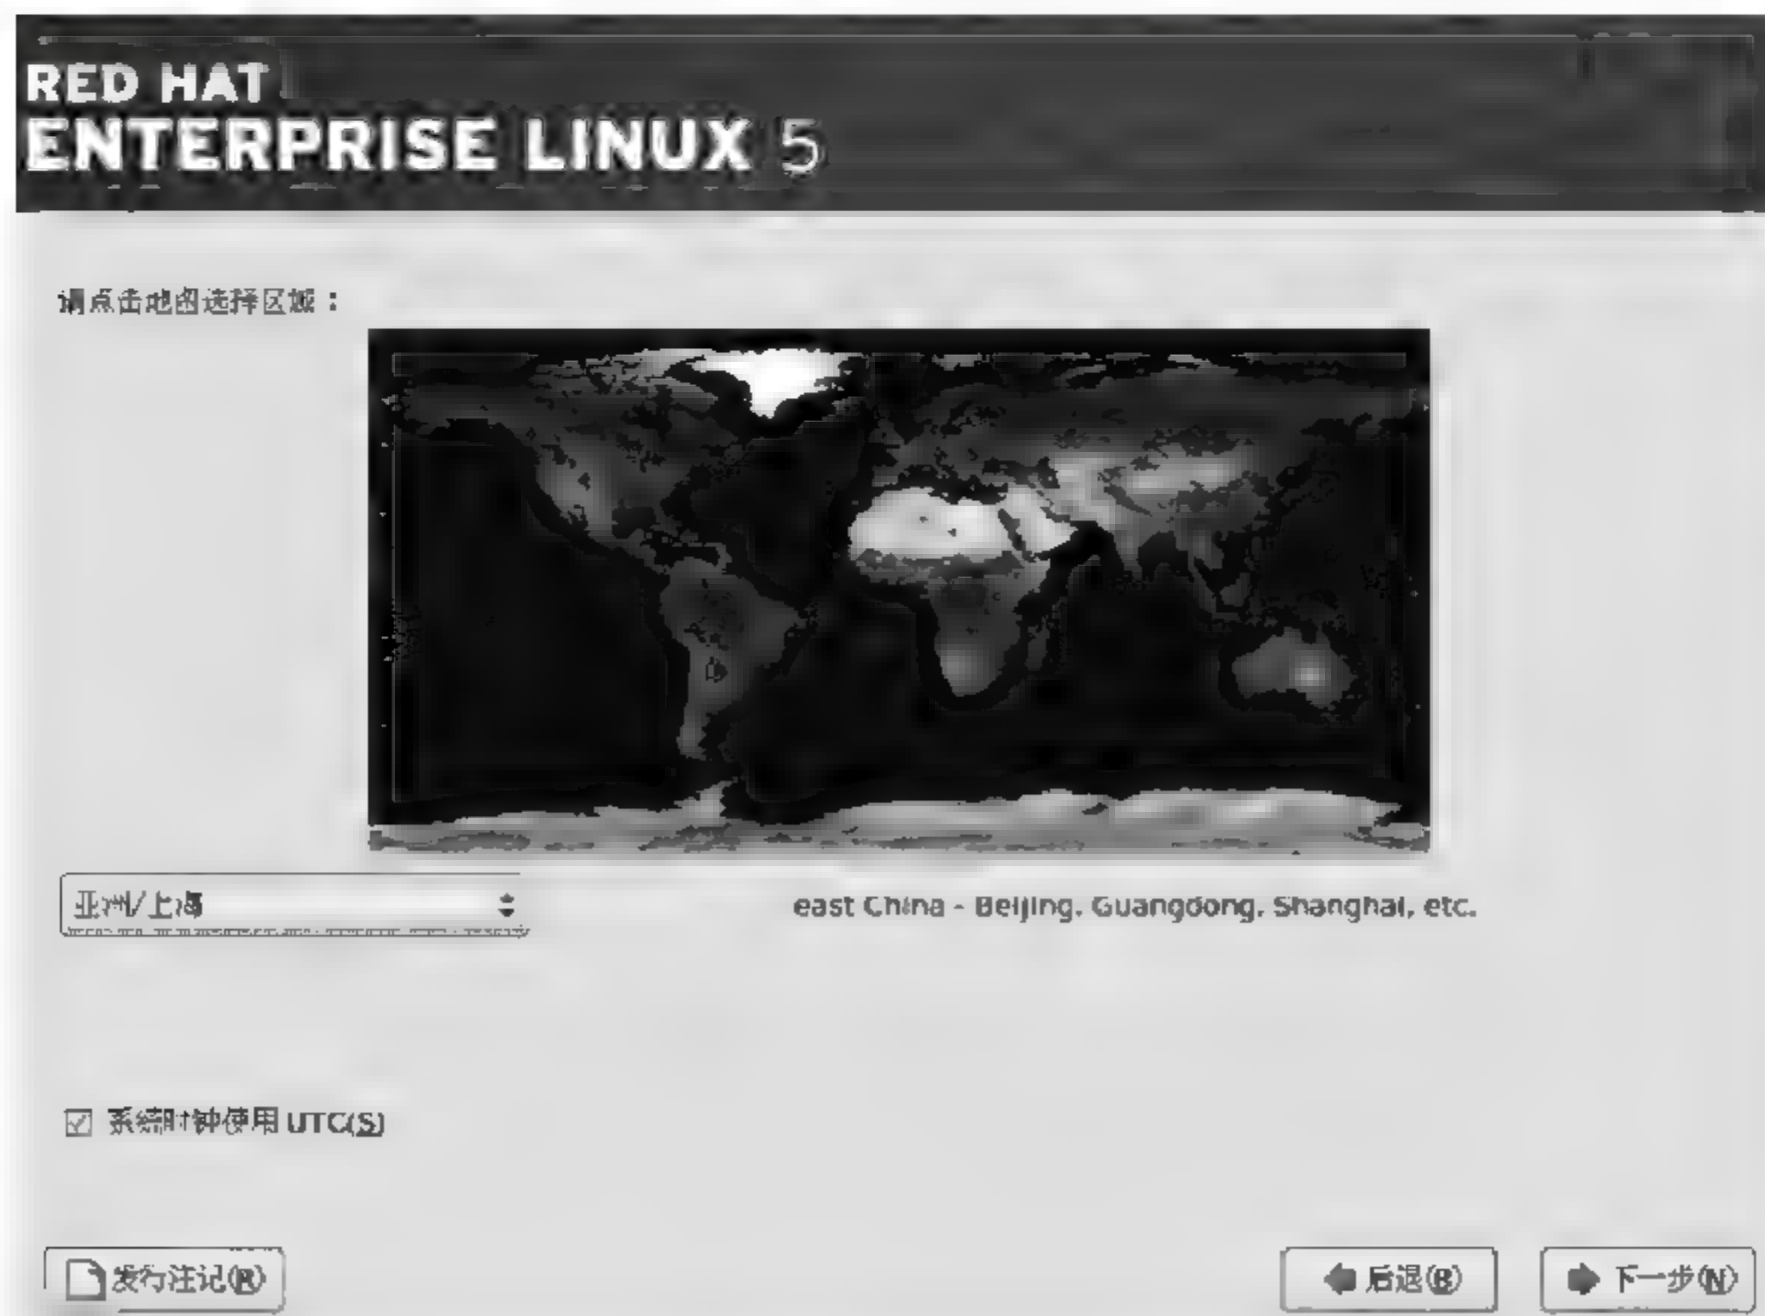 RED HAT
ENTERPRISE LINUX 5
请点击地图选择区域：
亚洲/上海
east China - Beijing, Guangdong, Shanghai, etc.
系统时钟使用 UTC(S)
发行注记(R)
后退(B)
下一步(N)